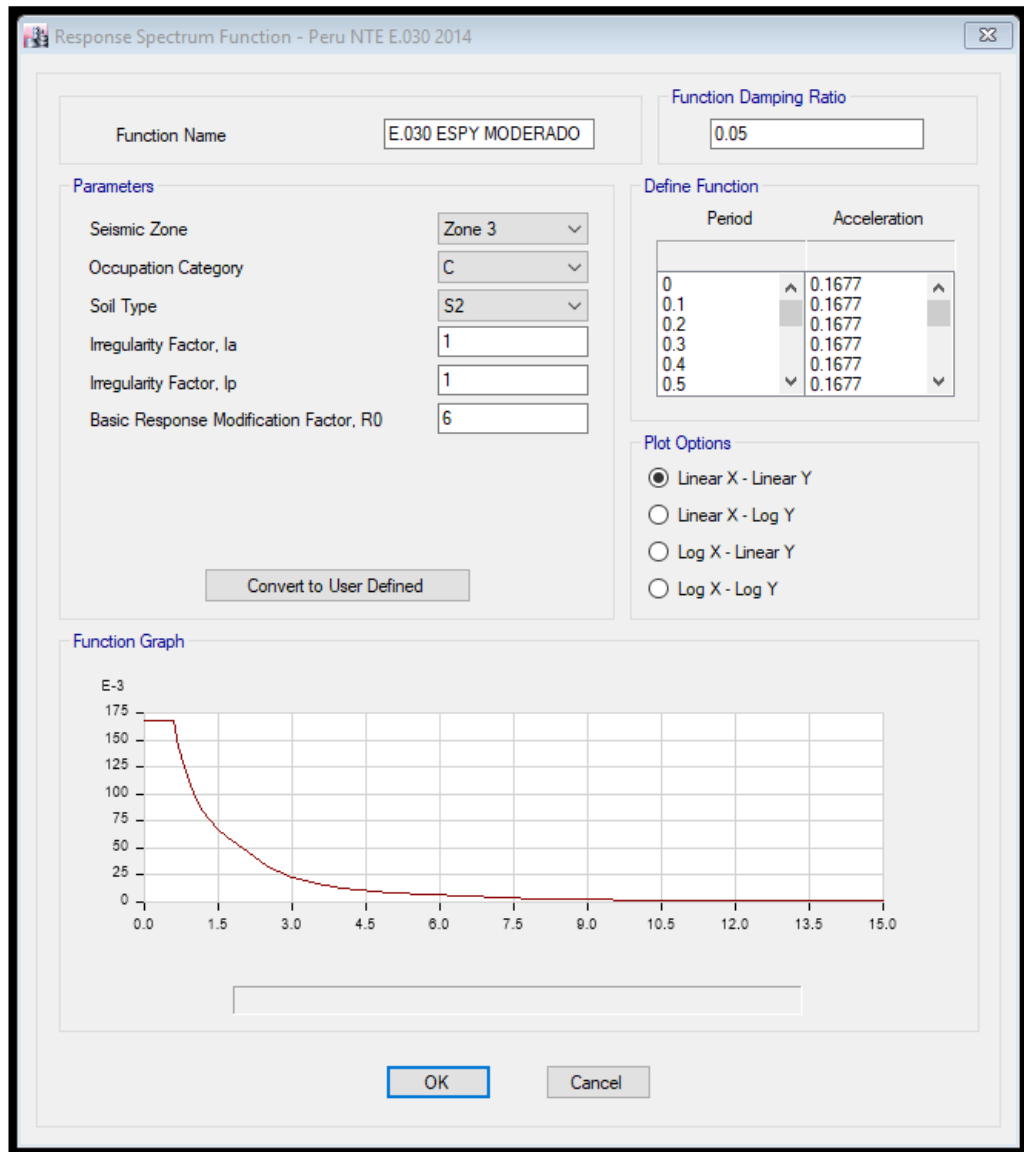 Response Spectrum Function - Peru NTE E.030 2014
Function Name
E.030 ESPY MODERADO
Function Damping Ratio
0.05
Parameters
Seismic Zone
Zone 3
Occupation Category
C
Soil Type
S2
Irregularity Factor, Ia
1
Irregularity Factor, Ip
1
Basic Response Modification Factor, R0
6
Convert to User Defined
Define Function
Period Acceleration
0 0.1677
0.1 0.1677
0.2 0.1677
0.3 0.1677
0.4 0.1677
0.5 0.1677
Plot Options
Linear X - Linear Y
Linear X - Log Y
Log X - Linear Y
Log X - Log Y
Function Graph
E-3
175
150
125
100
75
50
25
0
0.0 1.5 3.0 4.5 6.0 7.5 9.0 10.5 12.0 13.5 15.0
OK Cancel